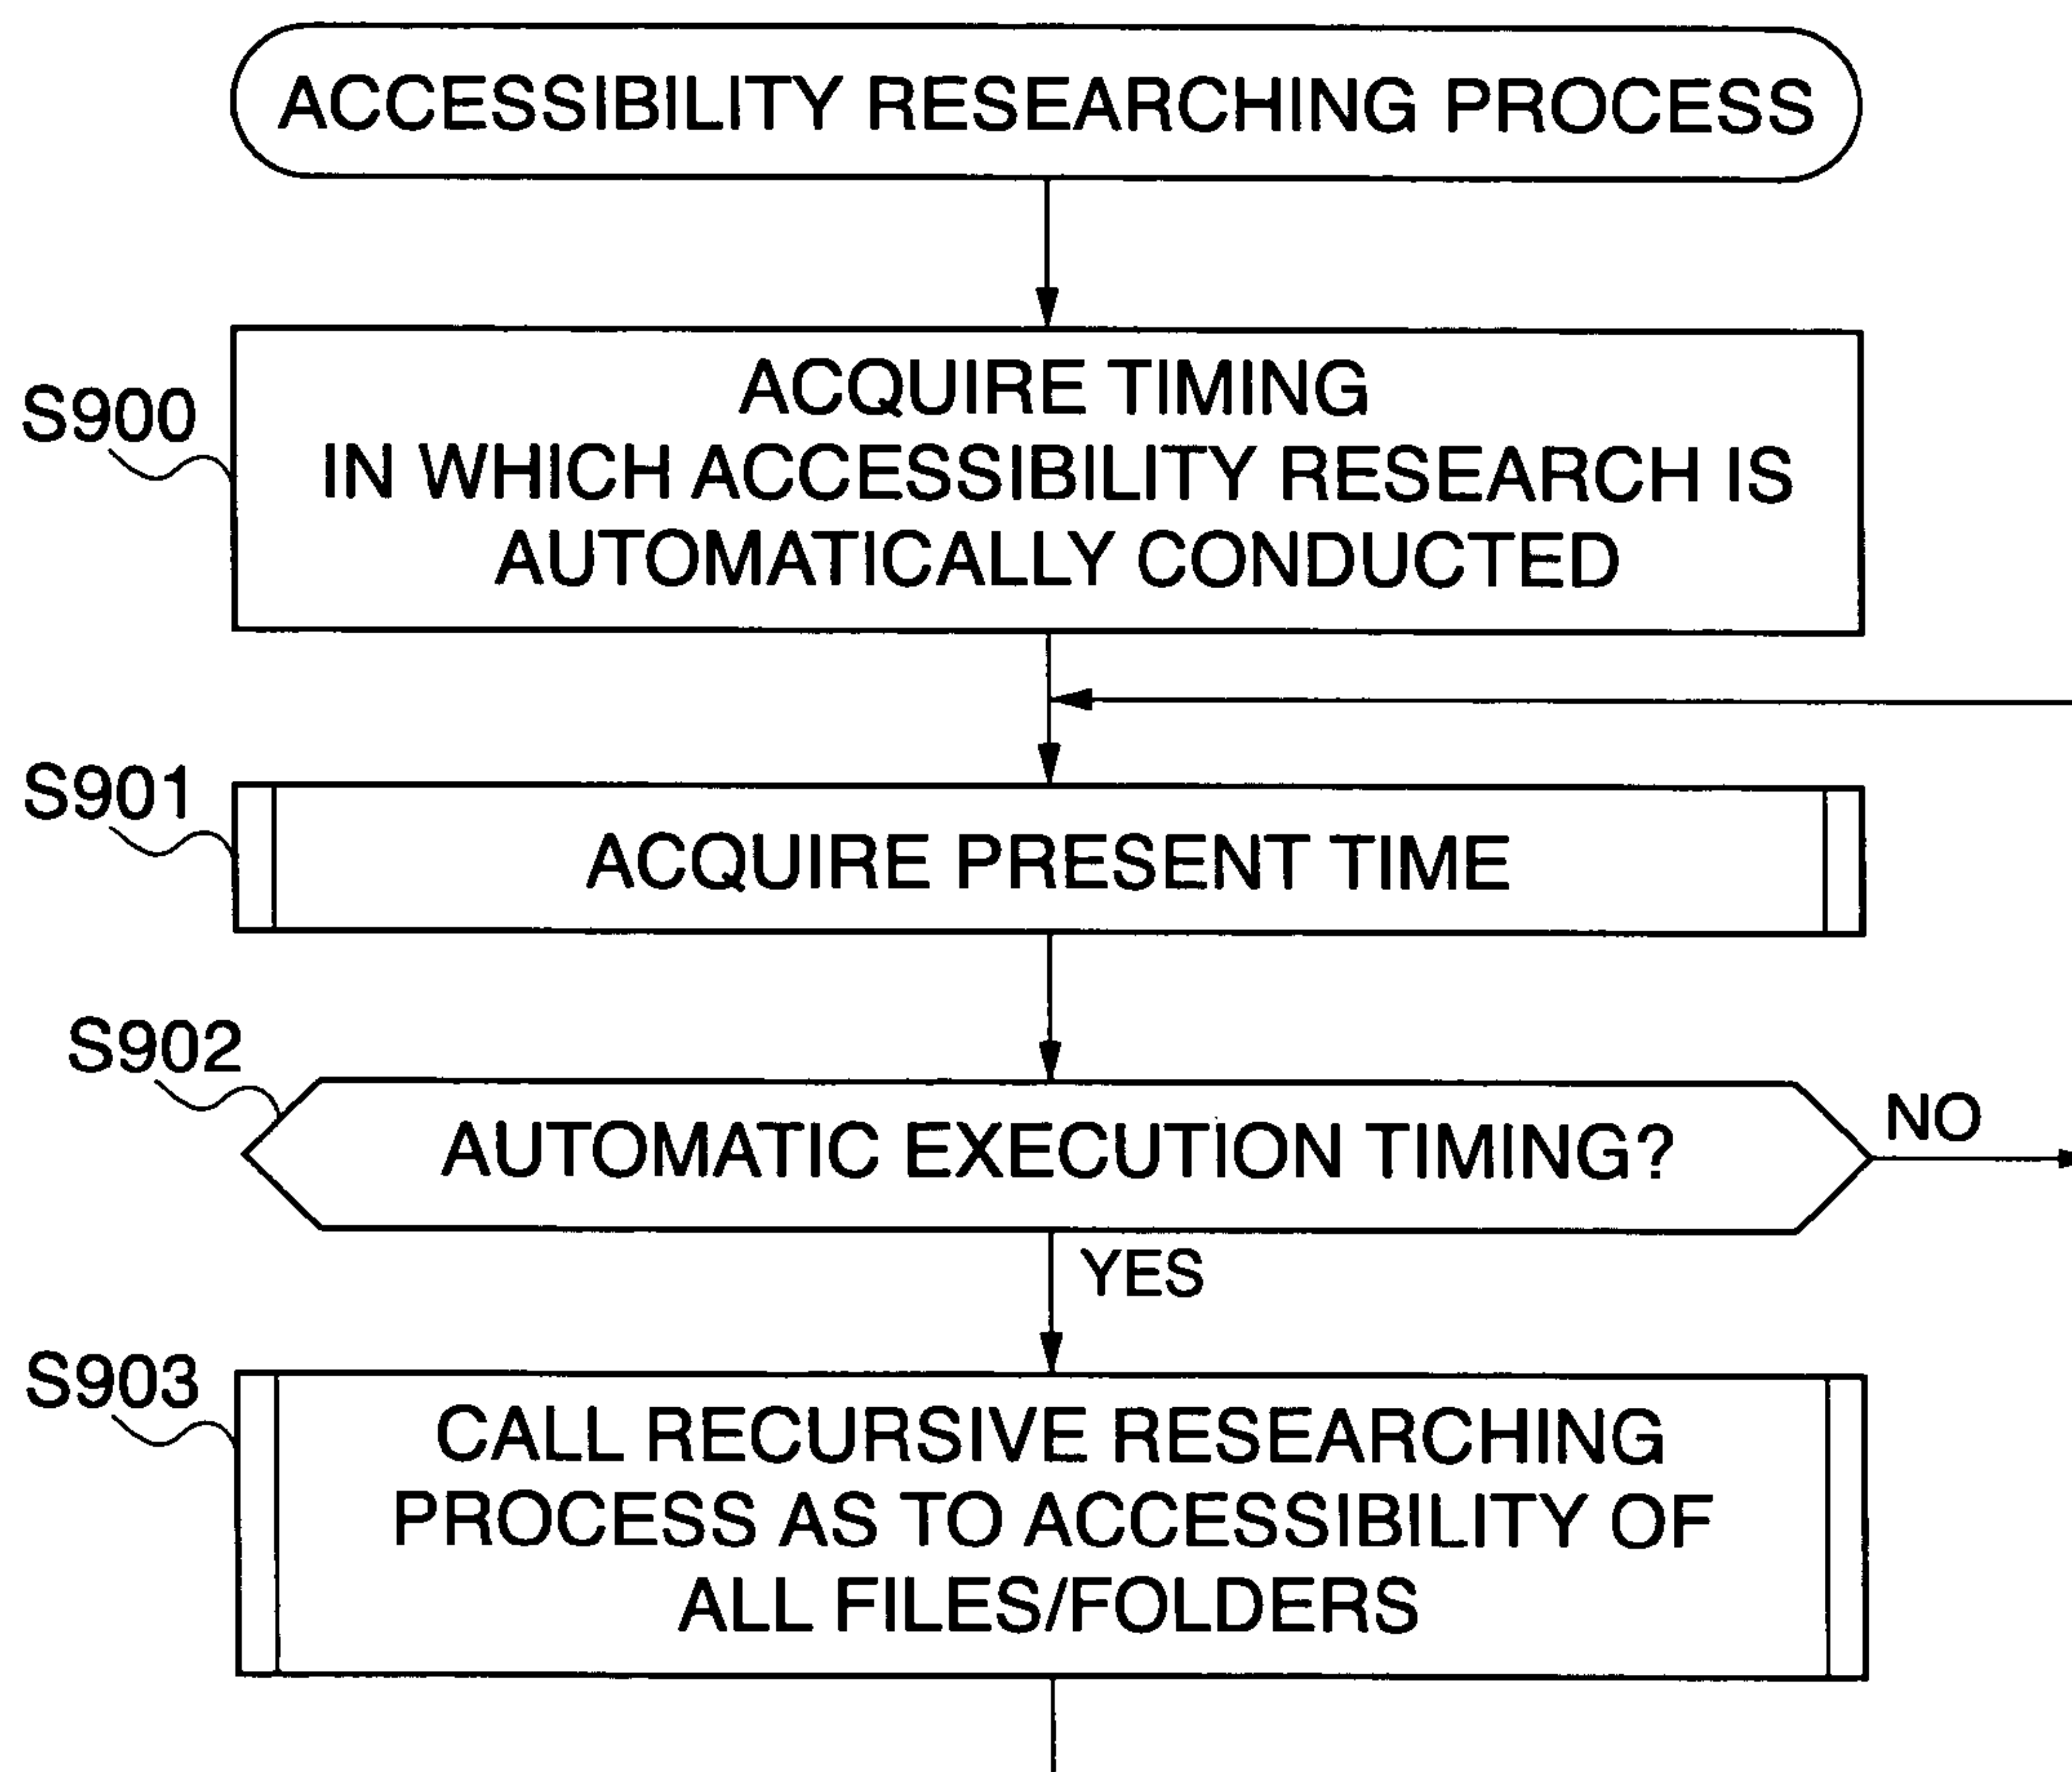 ACCESSIBILITY RESEARCHING PROCESS
S900
ACQUIRE TIMING
IN WHICH ACCESSIBILITY RESEARCH IS
AUTOMATICALLY CONDUCTED
S901
ACQUIRE PRESENT TIME
S902
AUTOMATIC EXECUTION TIMING?
NO
YES
S903
CALL RECURSIVE RESEARCHING
PROCESS AS TO ACCESSIBILITY OF
ALL FILES/FOLDERS